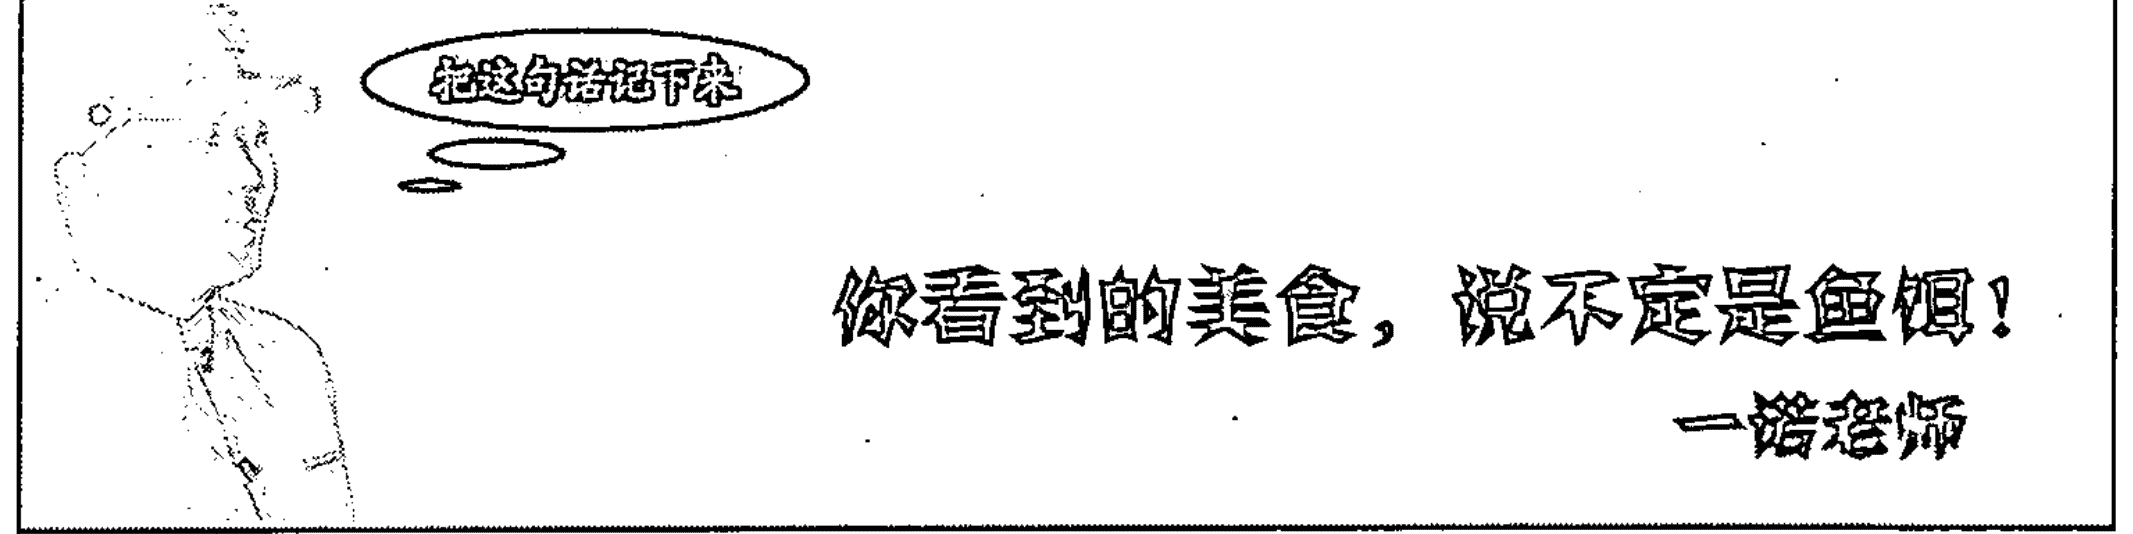 把这句话记下来
你看到的美食，说不定是鱼饵！
一诺老师